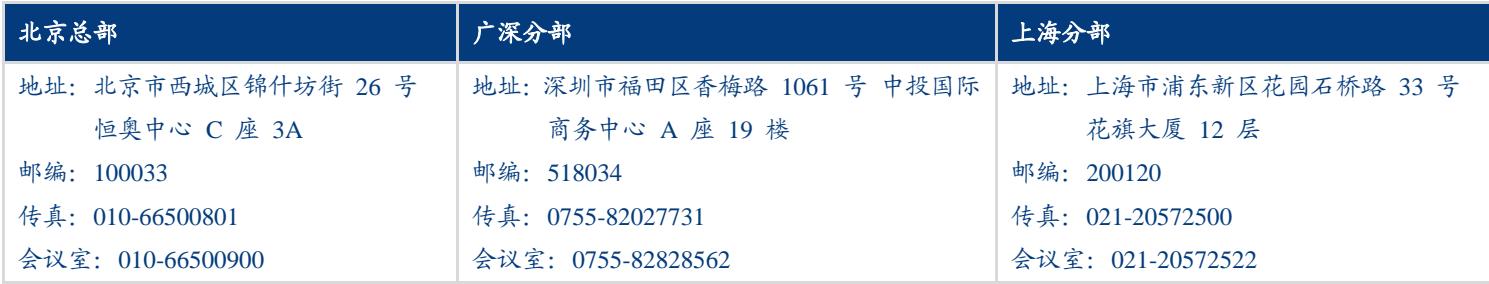 北京总部
地址：北京市西城区锦什坊街 26 号
恒奥中心 C 座 3A
邮编：100033
传真：010-66500801
会议室：010-66500900
广深分部
地址：深圳市福田区香梅路 1061 号 中投国际
商务中心 A 座 19 楼
邮编：518034
传真：0755-82027731
会议室：0755-82828562
上海分部
地址：上海市浦东新区花园石桥路 33 号
花旗大厦 12 层
邮编：200120
传真：021-20572500
会议室：021-20572522